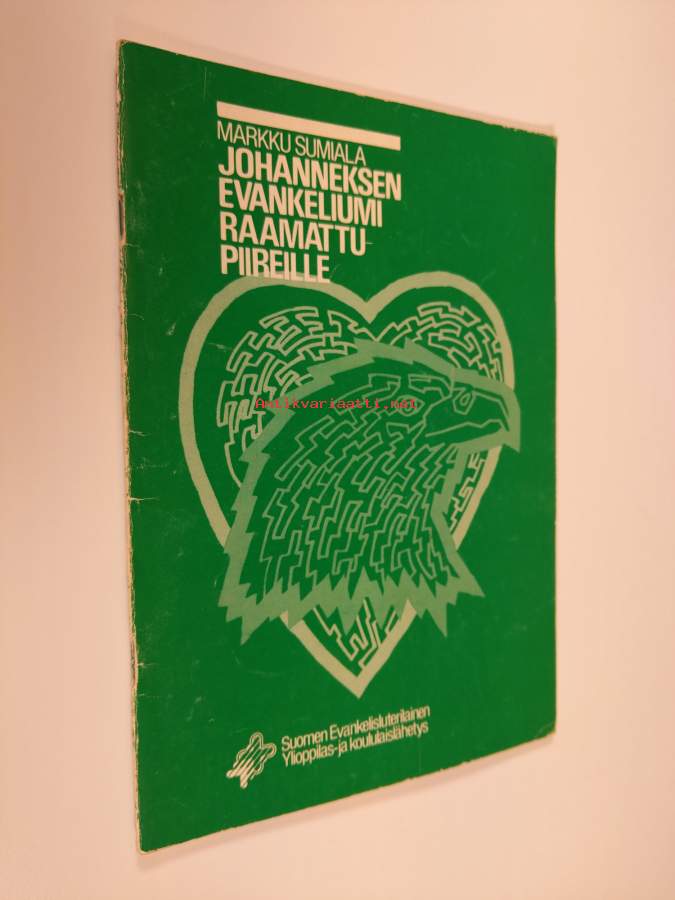 MARKKU SUMIALA
JOHANNEKSEN
EVANKELIUMI
RAAMATTU-
PIIREILLE
Antikvariaatti.net
Suomen Evankelisluterilainen
Ylioppilas-ja koululaislähetys